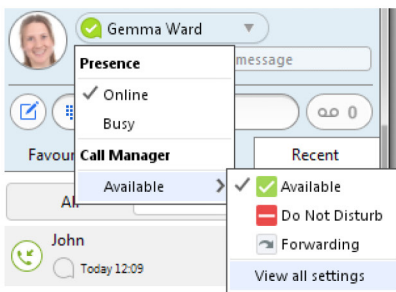 Gemma Ward
Presence
message
Online
Busy
0
Favour
Call Manager
Recent
Available
Available
Al
Do Not Disturb
John
Forwarding
Today 12:09
View all settings